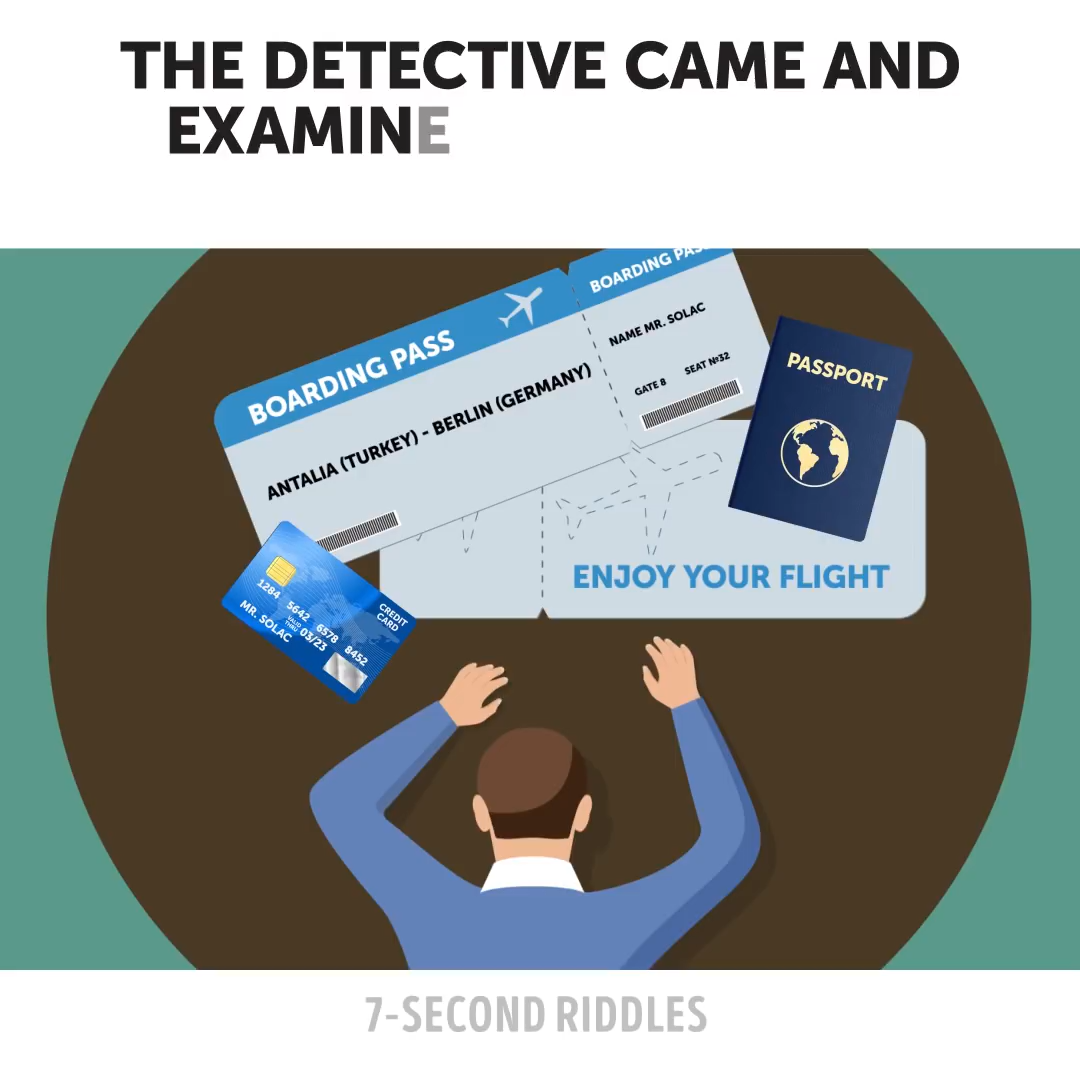 THE DETECTIVE CAME AND
EXAMINE
BOARDING PASS
NAME MR. SOLAC
GATE 8 SEAT №32
BOARDING PASS
ANTALIA (TURKEY) - BERLIN (GERMANY)
PASSPORT
ENJOY YOUR FLIGHT
CREDIT
CARD
1284 5642 6578 8452
VALID
THRU 03/23
MR. SOLAC
7-SECOND RIDDLES